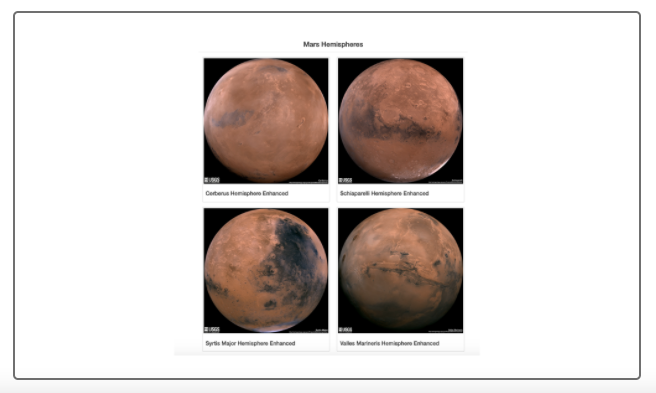 Mars Hemispheres
USGS
USGS
Cerberus Hemisphere Enhanced
Schiaparelli Hemisphere Enhanced
USGS
USGS
Syrtis Major Hemisphere Enhanced
Valles Marineris Hemisphere Enhanced